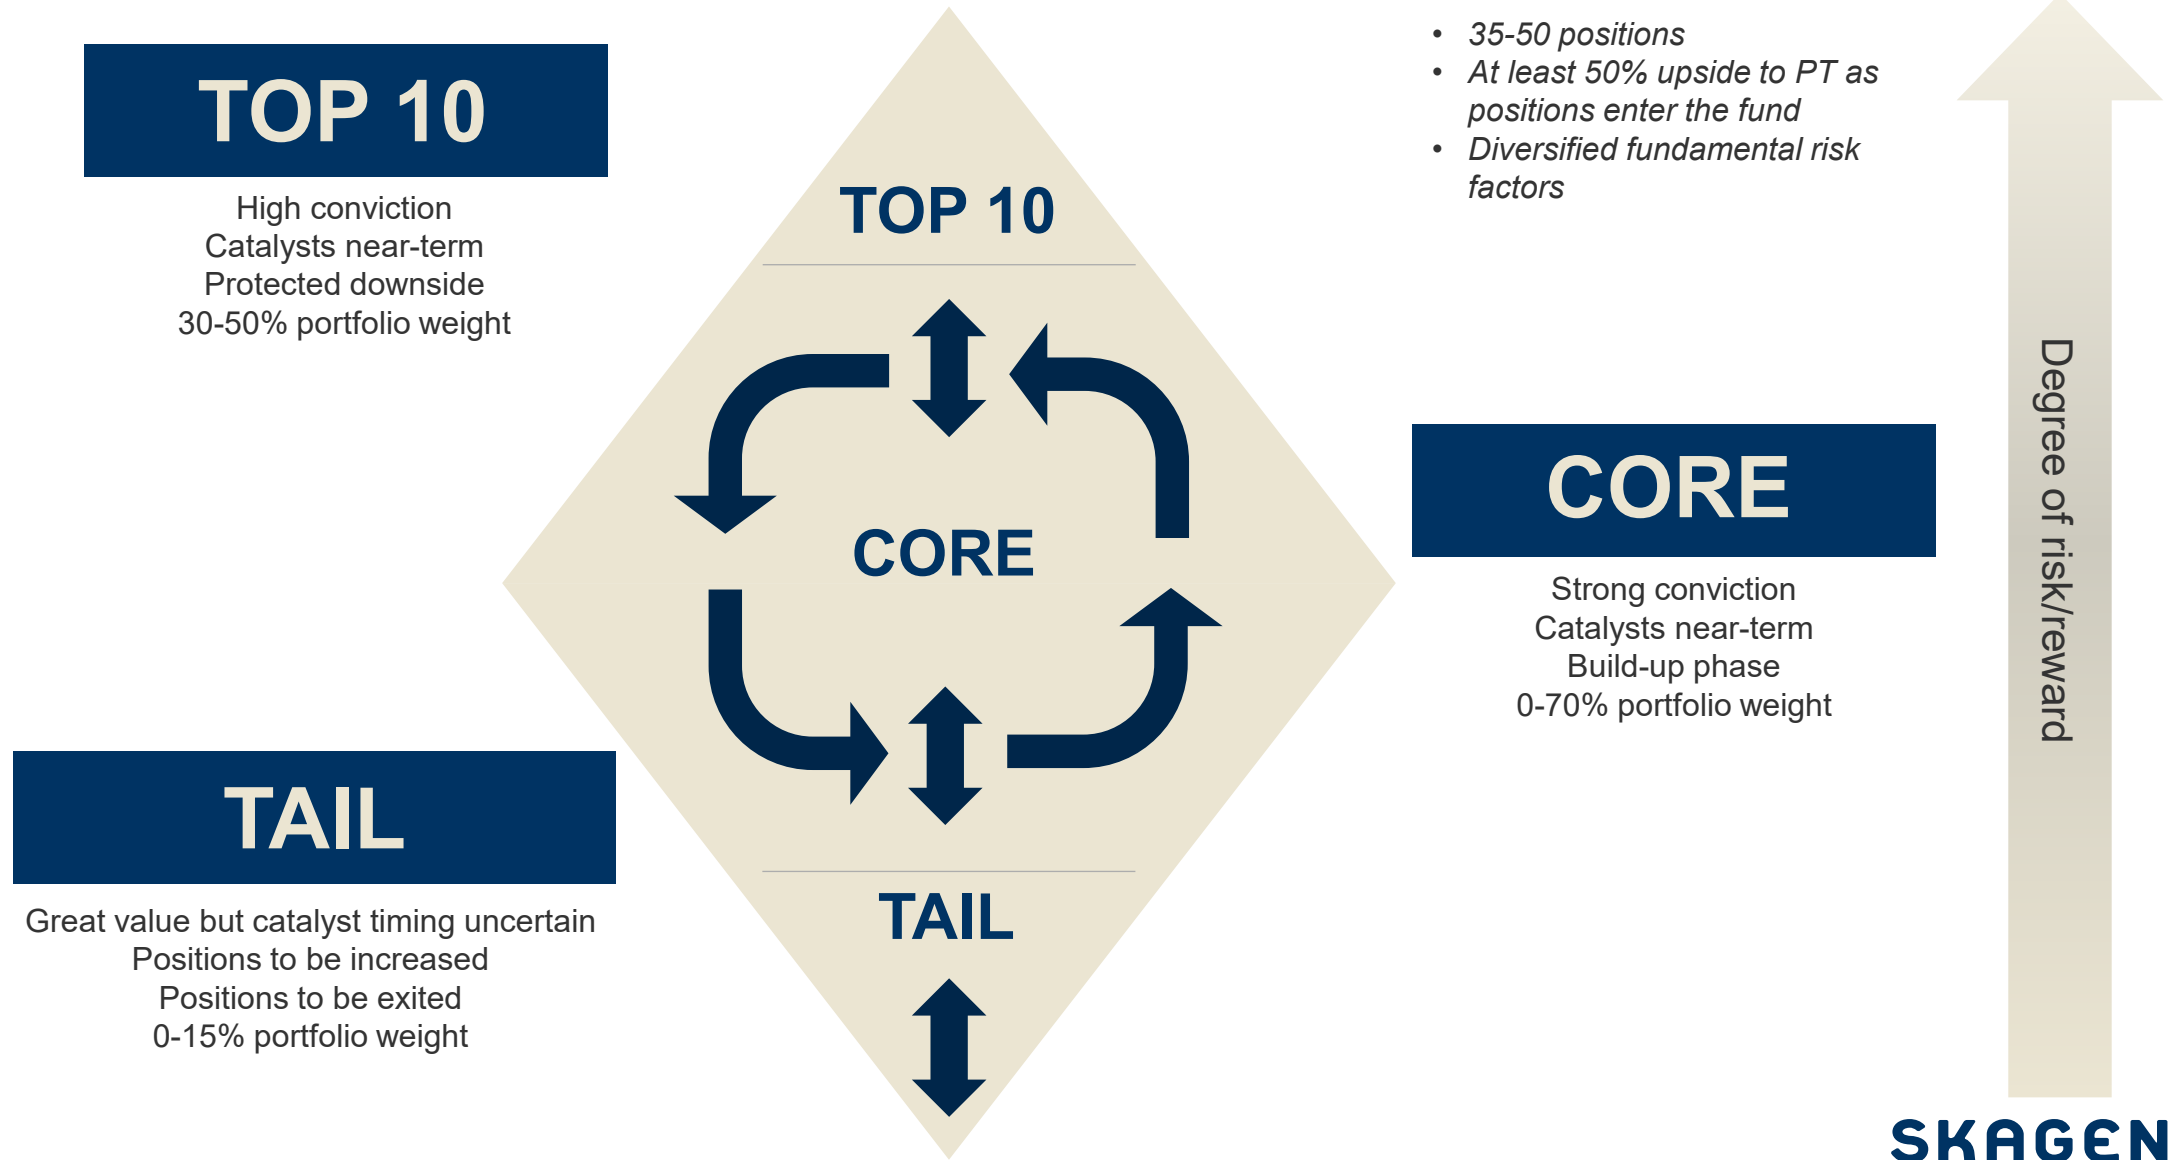 TOP 10
High conviction
Catalysts near-term
Protected downside
30-50% portfolio weight
• 35-50 positions
• At least 50% upside to PT as
positions enter the fund
• Diversified fundamental risk
factors
TOP 10
CORE
TAIL
CORE
Strong conviction
Catalysts near-term
Build-up phase
0-70% portfolio weight
TAIL
Great value but catalyst timing uncertain
Positions to be increased
Positions to be exited
0-15% portfolio weight
Degree of risk/reward
SKAGEN